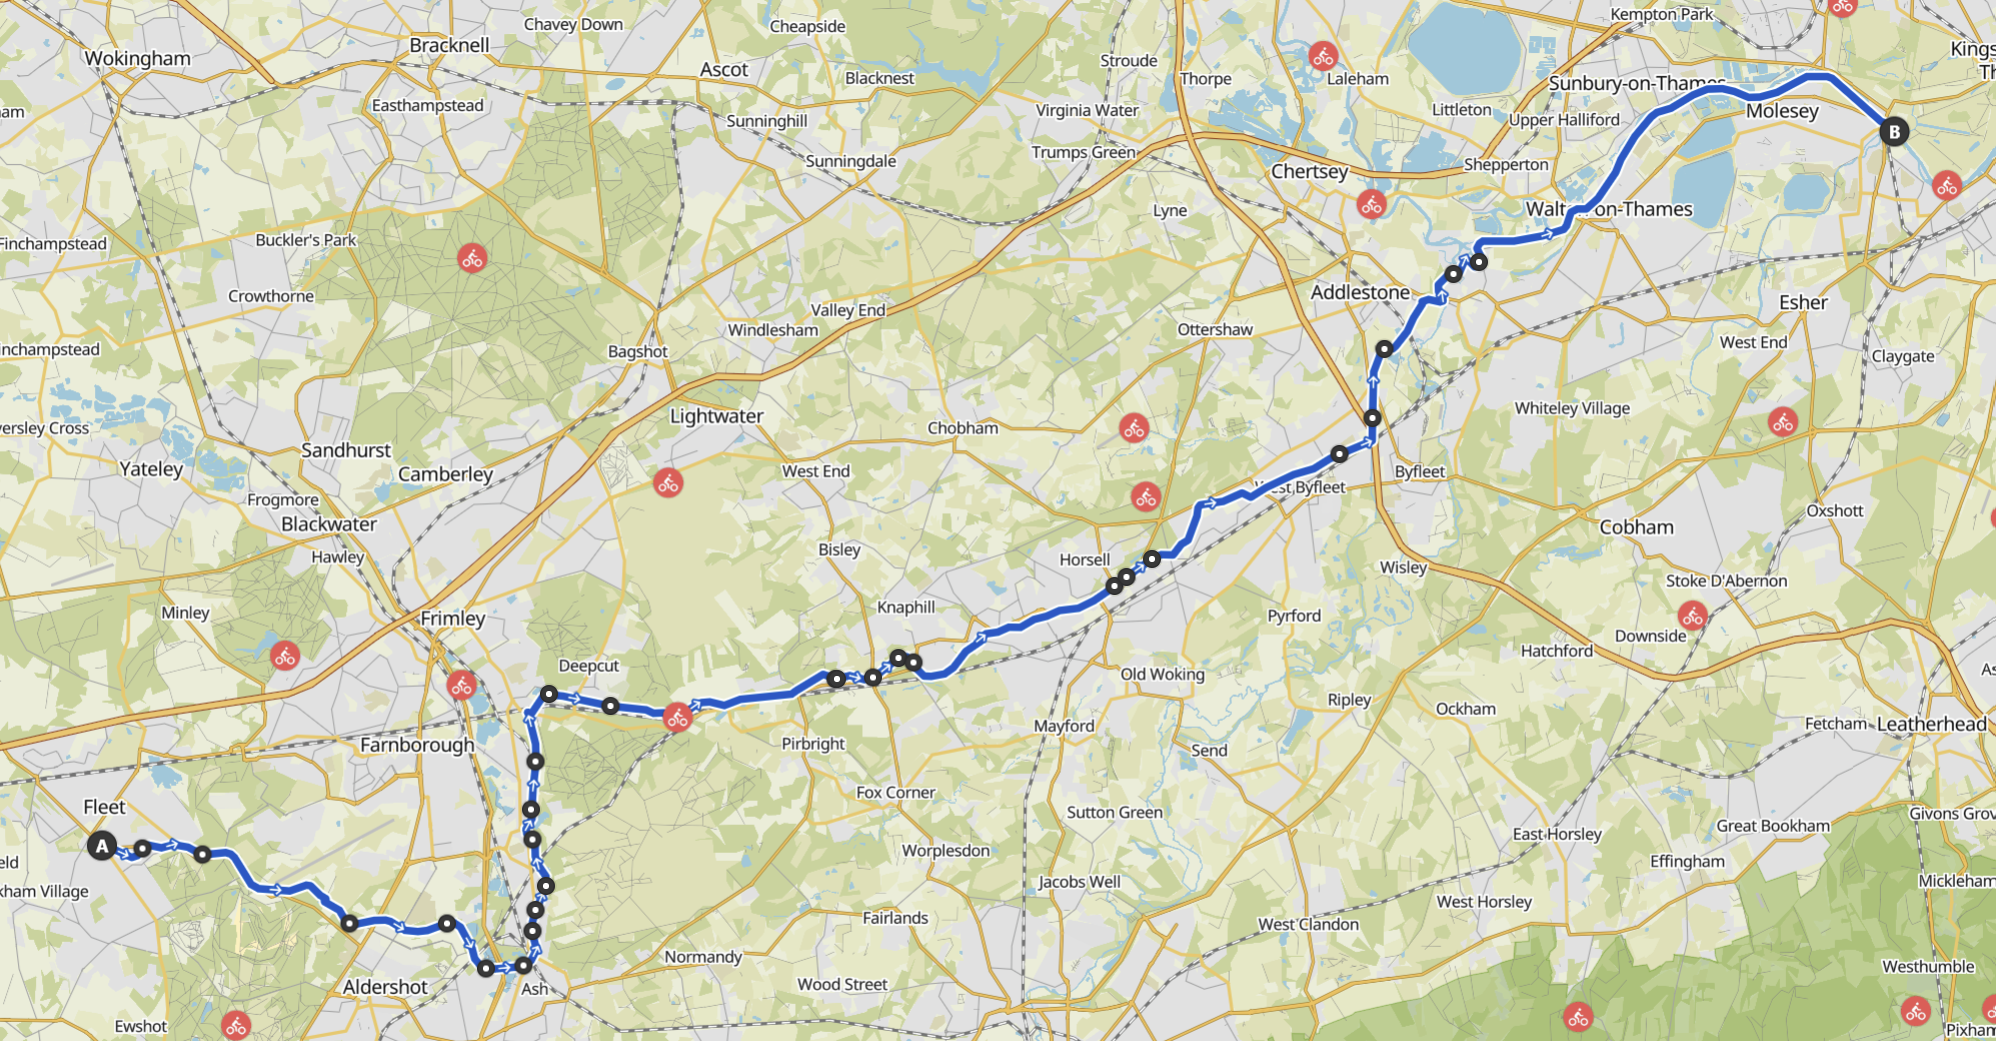 Kempton Park
Chavey Down
Cheapside
Wokingham
Bracknell
Stroude
Kings
Ascot
Blacknest
Thorpe
Laleham
Th
Sunbury-on-Thames
Easthampstead
am
Virginia Water
Littleton
Molesey
Sunninghill
Upper Halliford
B
Trumps Green
Sunningdale
Shepperton
Chertsey
Lyne
Walton-on-Thames
Finchampstead
Buckler's Park
Crowthorne
Addlestone
Esher
Valley End
Windlesham
Ottershaw
inchampstead
Bagshot
West End
Claygate
Lightwater
Whiteley Village
ersley Cross
Chobham
Sandhurst
Yateley
Camberley
West End
Byfleet
West Byfleet
Frogmore
Blackwater
Oxshott
Cobham
Hawley
Bisley
Horsell
Wisley
Stoke D'Abernon
Minley
Frimley
Knaphill
Pyrford
Downside
Hatchford
Deepcut
Old Woking
As
Ripley
Ockham
Farnborough
Pirbright
Mayford
Send
Fetcham
Leatherhead
Fleet
Fox Corner
Sutton Green
Givons Grov
A
East Horsley
Great Bookham
eld
Worplesdon
Effingham
kham Village
Jacobs Well
Mickleham
West Horsley
Fairlands
West Clandon
Normandy
Westhumble
Aldershot
Ash
Wood Street
Ewshot
Pixham